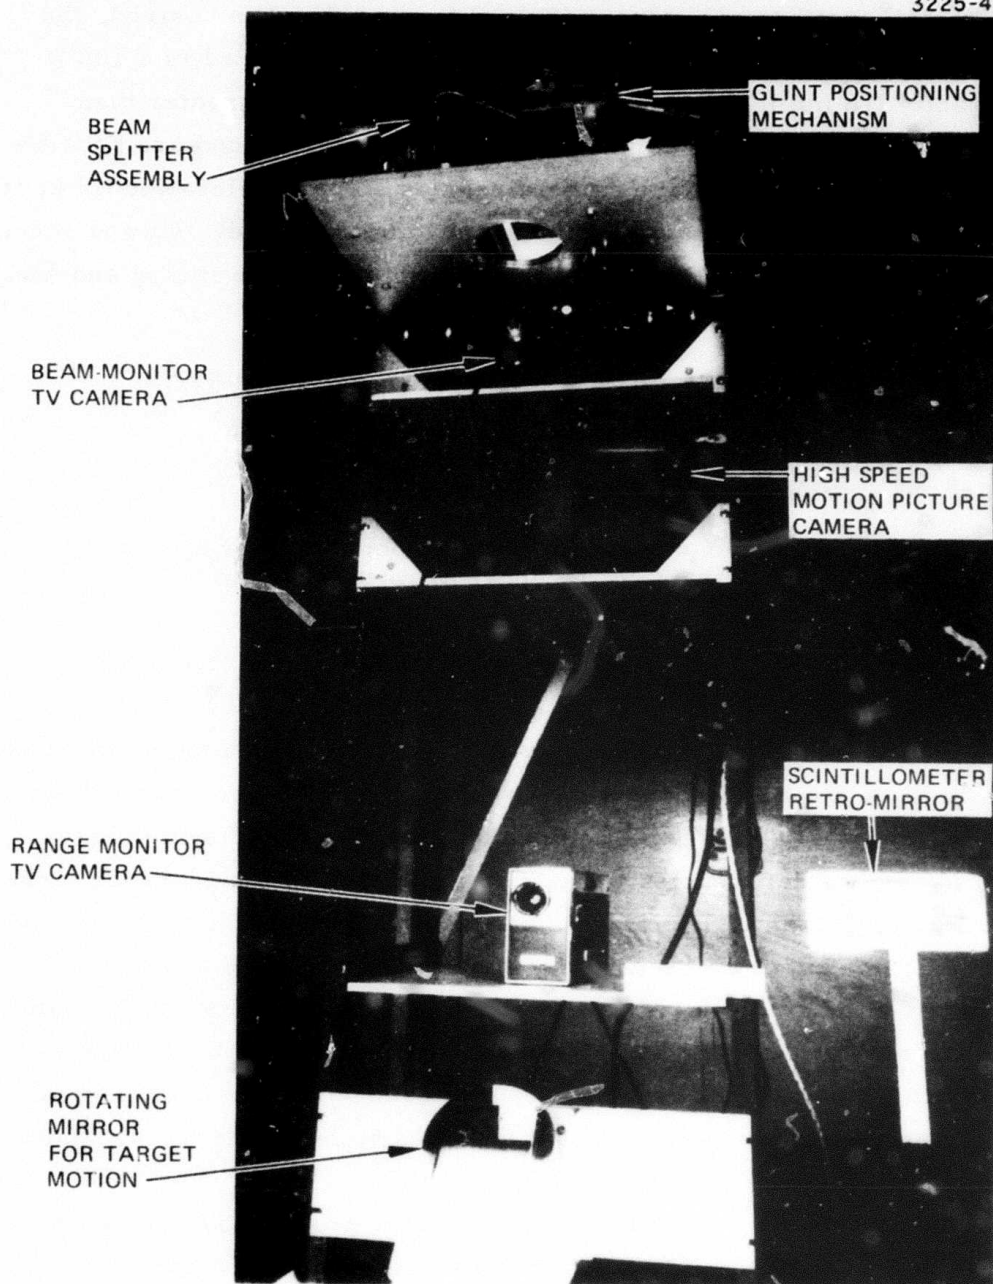 3225-4
GLINT POSITIONING
MECHANISM
BEAM
SPLITTER
ASSEMBLY
BEAM-MONITOR
TV CAMERA
HIGH SPEED
MOTION PICTURE
CAMERA
SCINTILLOMETER
RETRO-MIRROR
RANGE MONITOR
TV CAMERA
ROTATING
MIRROR
FOR TARGET
MOTION